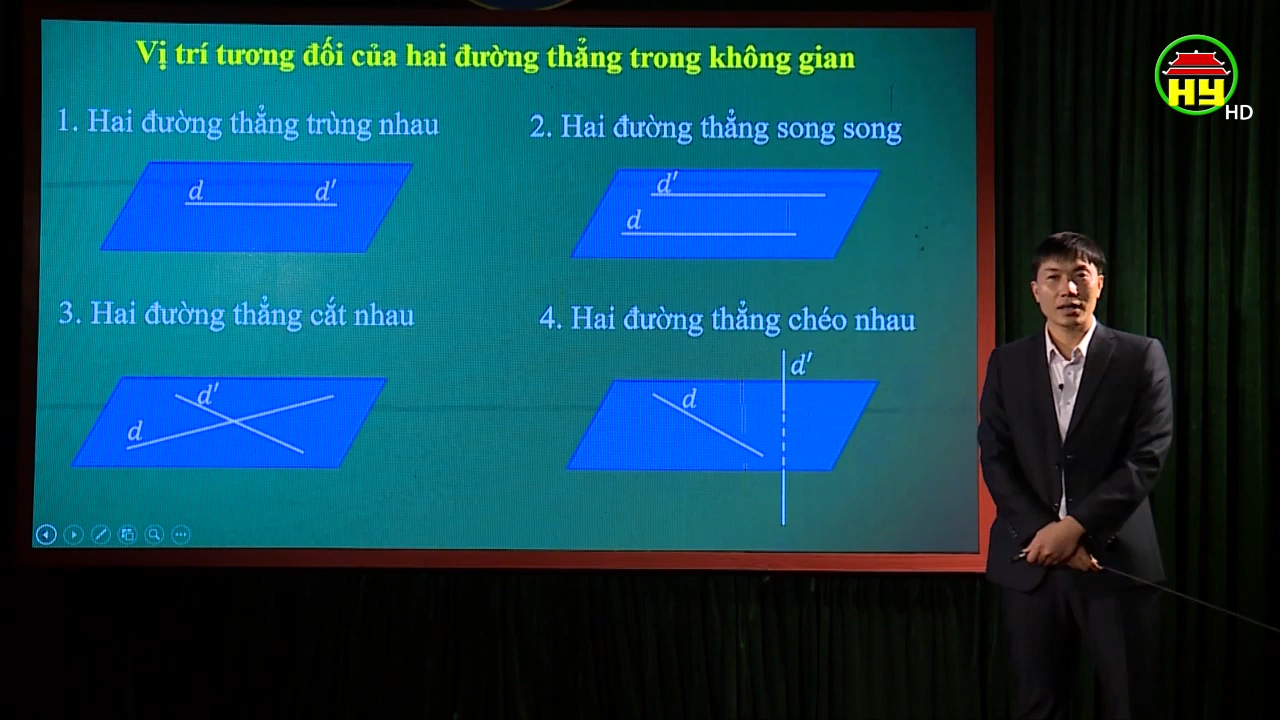 Vị trí tương đối của hai đường thẳng trong không gian
1. Hai đường thẳng trùng nhau
2. Hai đường thẳng song song
d d'
d'
d
3. Hai đường thẳng cắt nhau
4. Hai đường thẳng chéo nhau
d'
d
d'
d
HY
HD